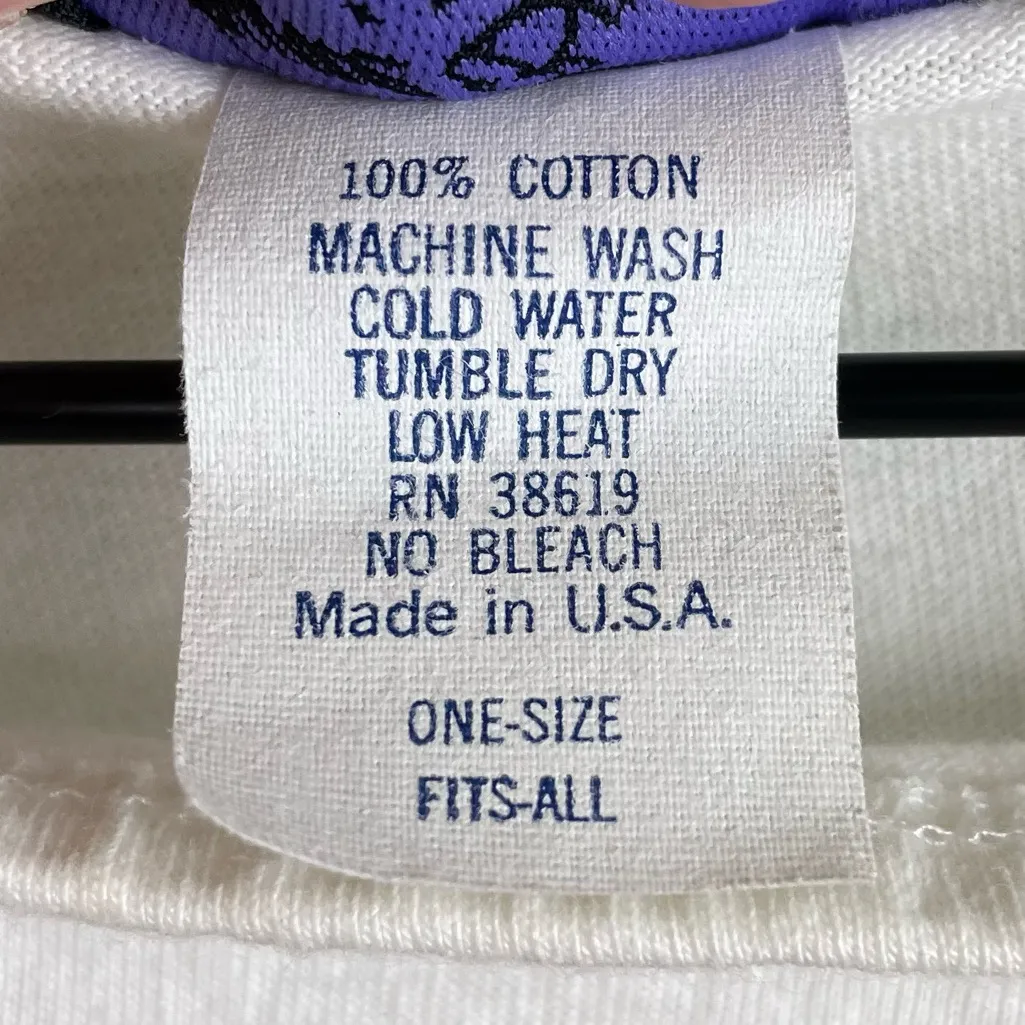 100% COTTON
MACHINE WASH
COLD WATER
TUMBLE DRY
LOW HEAT
RN 38619
NO BLEACH
Made in U.S.A.
ONE-SIZE
FITS-ALL